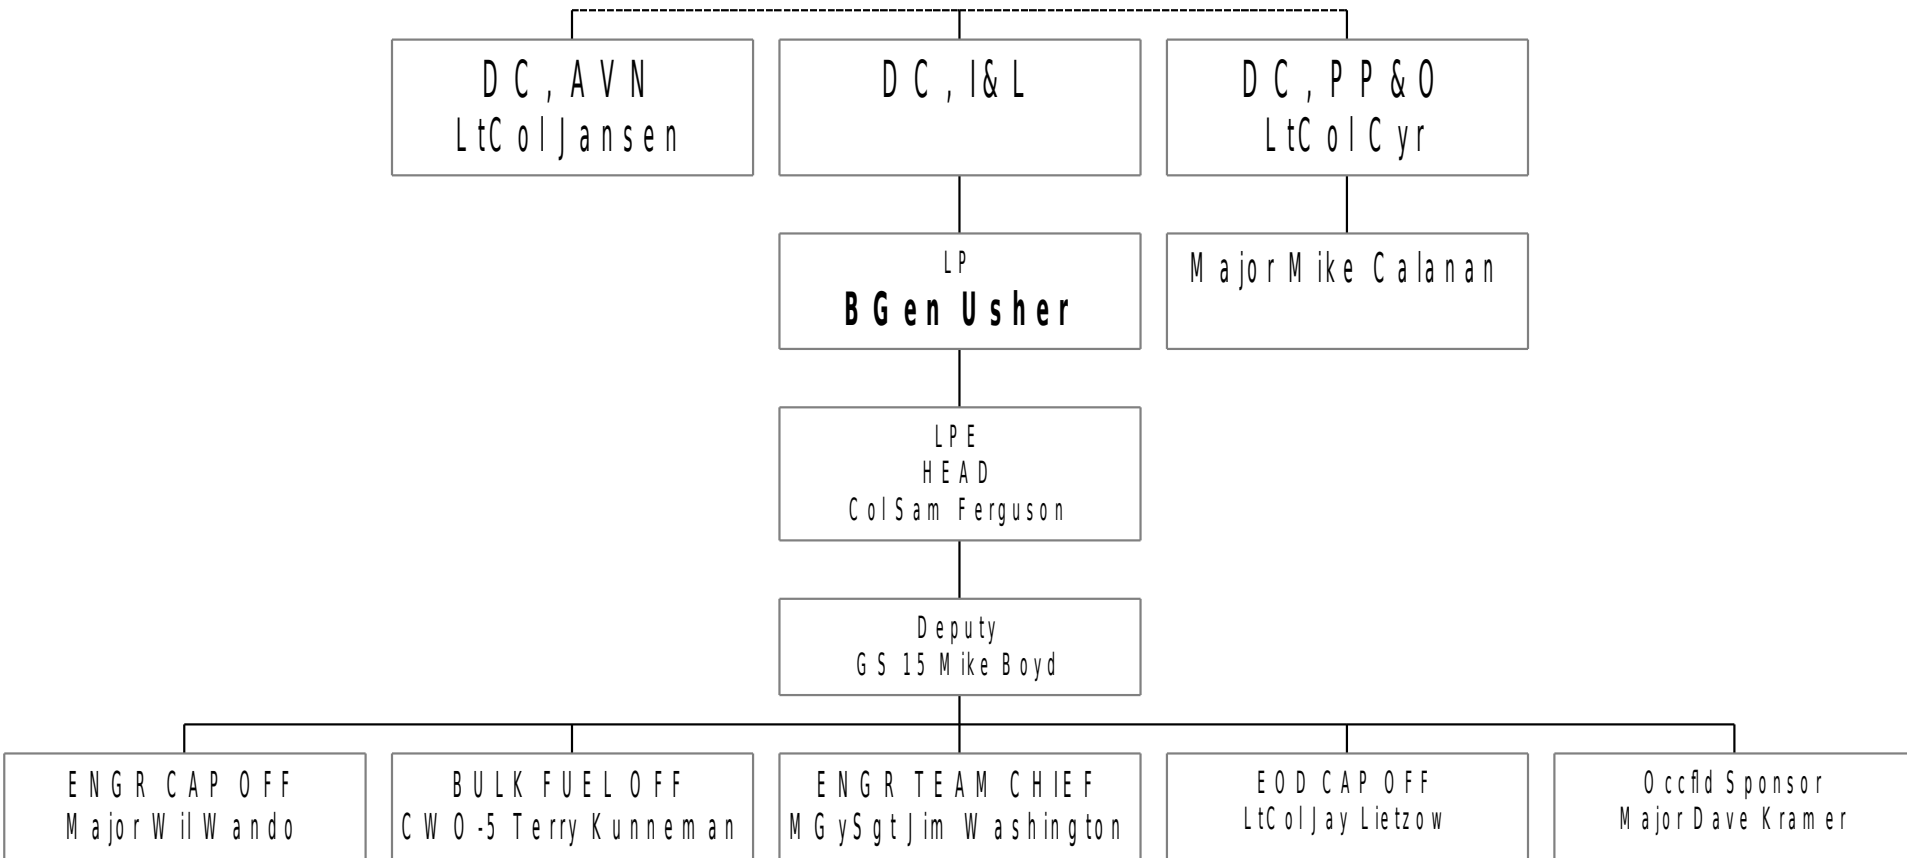 DC, AVN
LtCol Jansen
DC, I&L
DC, PP&O
LtCol Cyr
LP
BGen Usher
Major Mike Calanan
LPE
HEAD
Col Sam Ferguson
Deputy
GS 15 Mike Boyd
ENGR CAP OFF
Major Wil Wando
BULK FUEL OFF
CWO-5 Terry Kunneman
ENGR TEAM CHIEF
MGySgt Jim Washington
EOD CAP OFF
LtCol Jay Lietzow
Occfld Sponsor
Major Dave Kramer